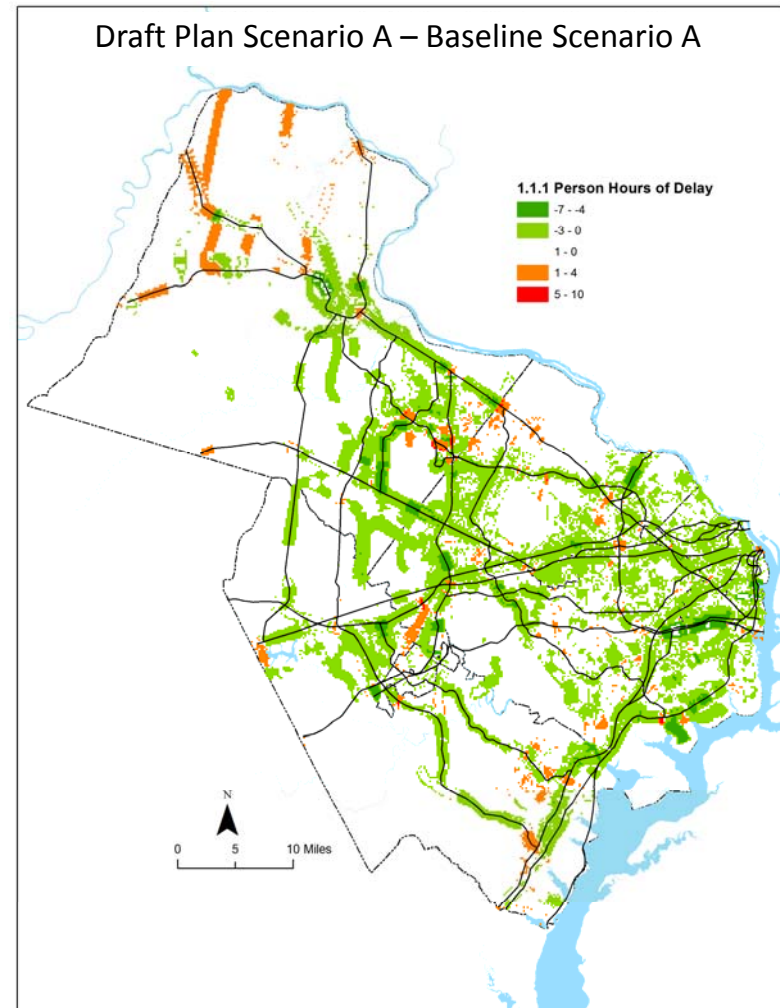 Draft Plan Scenario A – Baseline Scenario A
1.1.1 Person Hours of Delay
-7 - -4
-3 - 0
1 - 0
1 - 4
5 - 10
N
0 5 10 Miles